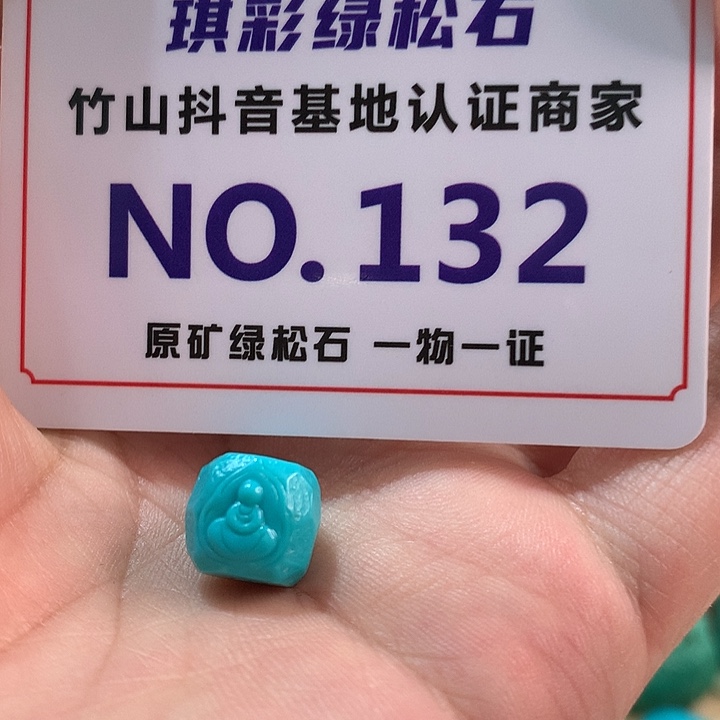 琪彩绿松石
竹山抖音基地认证商家
NO.132
原矿绿松石 一物一证